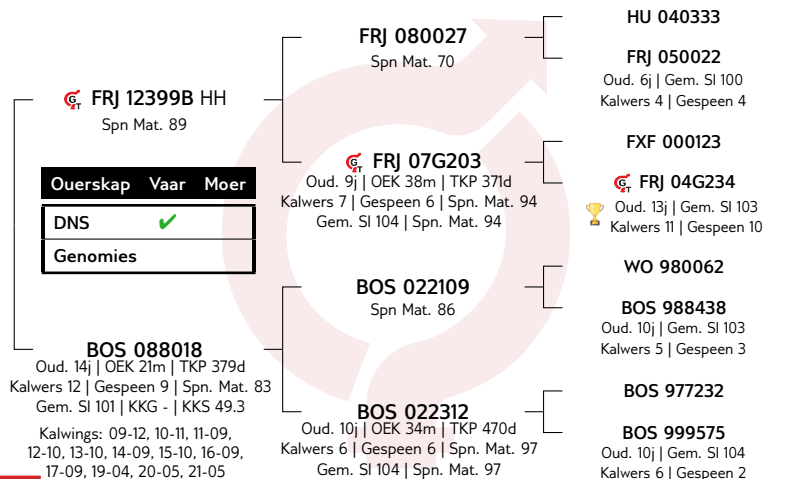 FRJ 12399B HH
Spn Mat. 89
Ouerskap Vaar Moer
DNS ✔
Genomies
BOS 088018
Oud. 14j | OEK 21m | TKP 379d
Kalwers 12 | Gespeen 9 | Spn. Mat. 83
Gem. SI 101 | KKG - | KKS 49.3
Kalwings: 09-12, 10-11, 11-09,
12-10, 13-10, 14-09, 15-10, 16-09,
17-09, 19-04, 20-05, 21-05
FRJ 080027
Spn Mat. 70
GT FRJ 07G203
Oud. 9j | OEK 38m | TKP 371d
Kalwers 7 | Gespeen 6 | Spn. Mat. 94
Gem. SI 104 | Spn. Mat. 94
BOS 022109
Spn Mat. 86
BOS 022312
Oud. 10j | OEK 34m | TKP 470d
Kalwers 6 | Gespeen 6 | Spn. Mat. 97
Gem. SI 104 | Spn. Mat. 97
HU 040333
FRJ 050022
Oud. 6j | Gem. SI 100
Kalwers 4 | Gespeen 4
FXF 000123
GT FRJ 04G234
Oud. 13j | Gem. SI 103
Kalwers 11 | Gespeen 10
WO 980062
BOS 988438
Oud. 10j | Gem. SI 103
Kalwers 5 | Gespeen 3
BOS 977232
BOS 999575
Oud. 10j | Gem. SI 104
Kalwers 6 | Gespeen 2